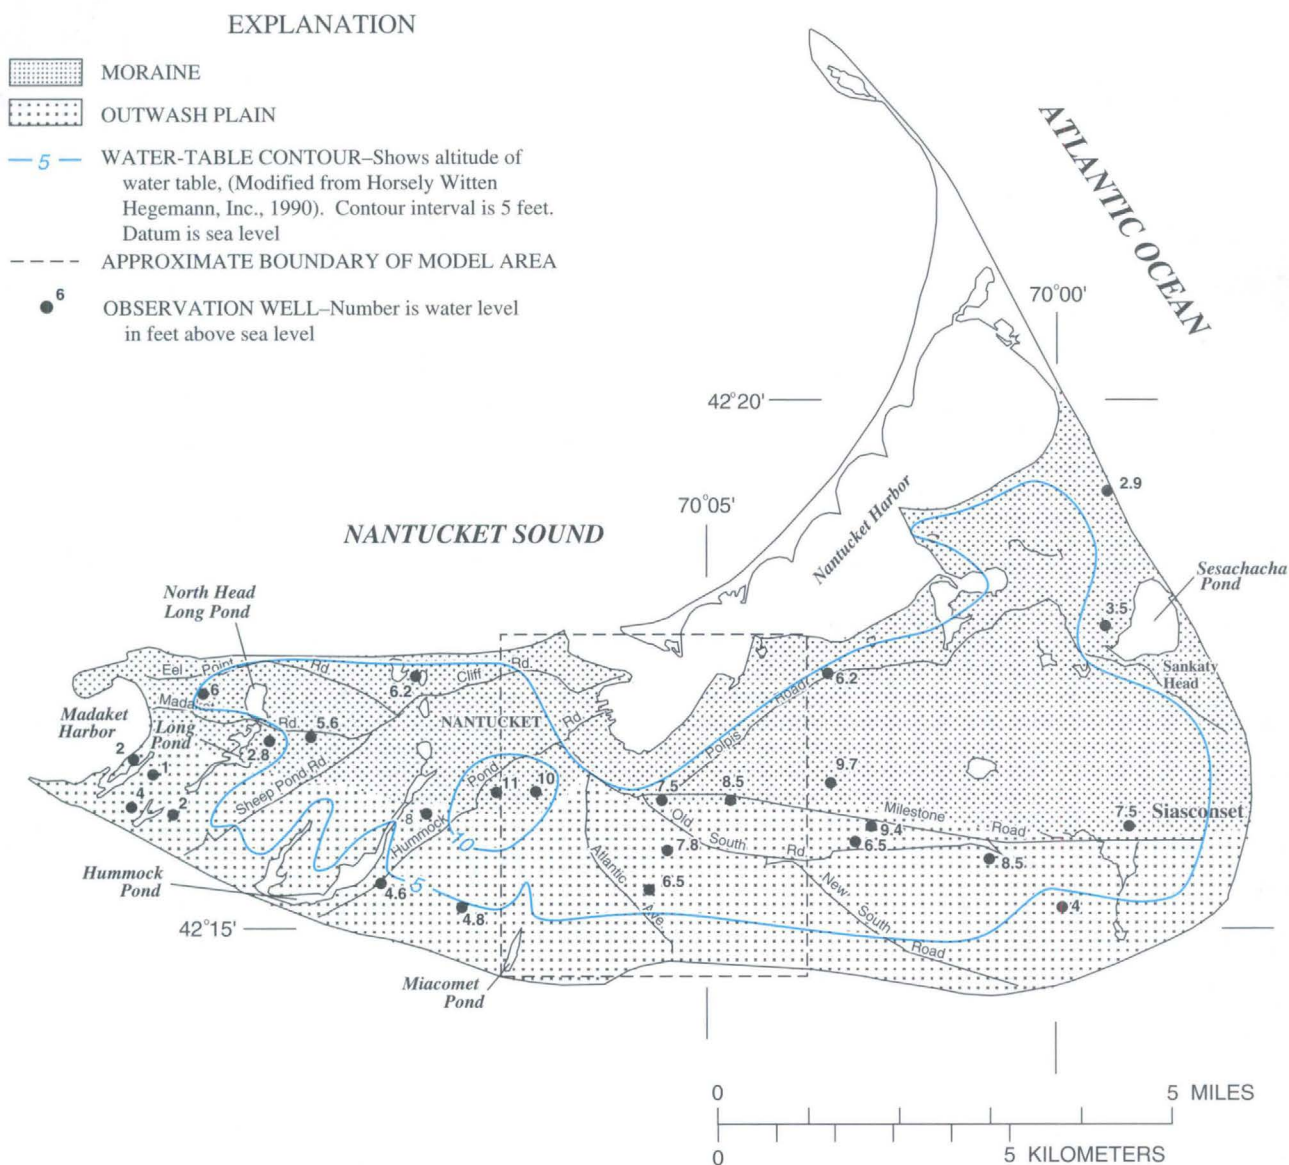 EXPLANATION
MORAINE
OUTWASH PLAIN
5 WATER-TABLE CONTOUR–Shows altitude of
water table, (Modified from Horsely Witten
Hegemann, Inc., 1990). Contour interval is 5 feet.
Datum is sea level
APPROXIMATE BOUNDARY OF MODEL AREA
6 OBSERVATION WELL–Number is water level
in feet above sea level
ATLANTIC OCEAN
70°00'
42°20'
2.9
Nantucket Harbor
70°05'
NANTUCKET SOUND
Sesachacha
Pond
North Head
Long Pond
3.5
Sankaty
Head
Eel Point Rd
Cliff Rd.
6.2
6.2
6
Madaket Rd.
Madaket
Harbor
Long
Pond
5.6
2.8
NANTUCKET
Polpis Road
2
1
4
2
Sheep Pond Rd.
Hummock Pond Rd.
11
10
8
10
7.5
8.5
9.7
9.4
6.5
Milestone Road
7.5
Siasconset
Old South Rd.
7.8
8.5
6.5
Atlantic Ave.
New South Road
4
Hummock
Pond
4.6
5
4.8
42°15'
Miacomet
Pond
0 5 MILES
0 5 KILOMETERS